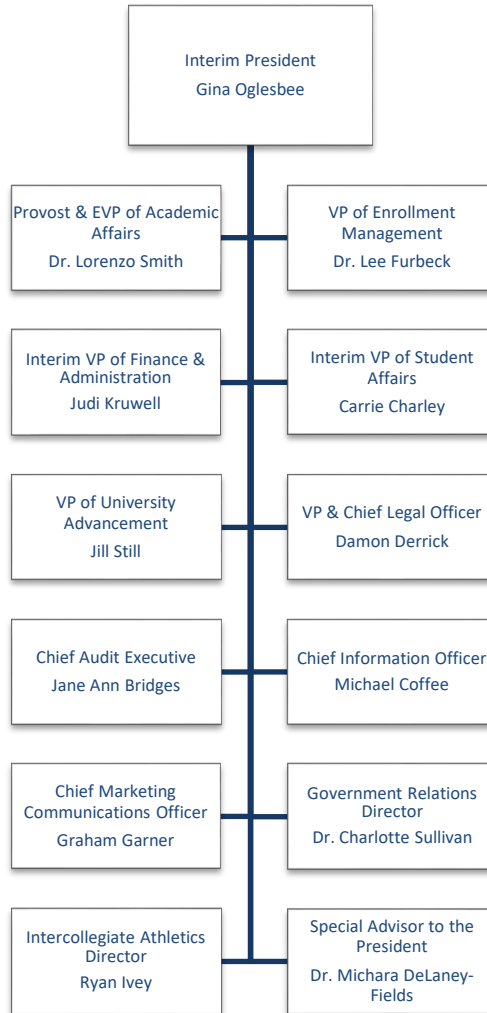 Interim President
Gina Oglesbee
Provost & EVP of Academic
Affairs
Dr. Lorenzo Smith
VP of Enrollment
Management
Dr. Lee Furbeck
Interim VP of Finance &
Administration
Judi Kruwell
Interim VP of Student
Affairs
Carrie Charley
VP of University
Advancement
Jill Still
VP & Chief Legal Officer
Damon Derrick
Chief Audit Executive
Jane Ann Bridges
Chief Information Officer
Michael Coffee
Chief Marketing
Communications Officer
Graham Garner
Government Relations
Director
Dr. Charlotte Sullivan
Intercollegiate Athletics
Director
Ryan Ivey
Special Advisor to the
President
Dr. Michara DeLaney-
Fields